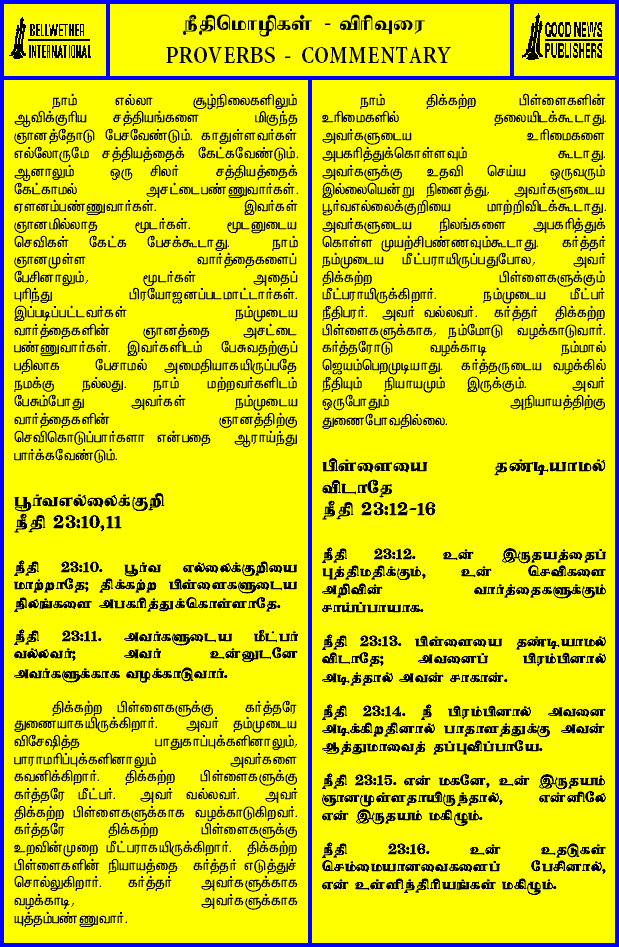 BELLWETHER
INTERNATIONAL
நீதிமொழிகள் - விரிவுரை
PROVERBS - COMMENTARY
GOOD NEWS
PUBLISHERS
நாம் எல்லா சூழ்நிலைகளிலும்
ஆவிக்குரிய சத்தியங்களை மிகுந்த
ஞானத்தோடு பேசவேண்டும். காதுள்ளவர்கள்
எல்லோருமே சத்தியத்தைக் கேட்கவேண்டும்.
ஆனாலும் ஒரு சிலர் சத்தியத்தைக்
கேட்காமல் அசட்டைபண்ணுவார்கள்.
ஏளனம்பண்ணுவார்கள். இவர்கள்
ஞானமில்லாத மூடர்கள். மூடனுடைய
செவிகள் கேட்க பேசக்கூடாது. நாம்
ஞானமுள்ள வார்த்தைகளைப்
பேசினாலும், மூடர்கள் அதைப்
புரிந்து பிரயோஜனப்படமாட்டார்கள்.
இப்படிப்பட்டவர்கள் நம்முடைய
வார்த்தைகளின் ஞானத்தை அசட்டை
பண்ணுவார்கள். இவர்களிடம் பேசுவதற்குப்
பதிலாக பேசாமல் அமைதியாகயிருப்பதே
நமக்கு நல்லது. நாம் மற்றவர்களிடம்
பேசும்போது அவர்கள் நம்முடைய
வார்த்தைகளின் ஞானத்திற்கு
செவிகொடுப்பார்களா என்பதை ஆராய்ந்து
பார்க்கவேண்டும்.
பூர்வஎல்லைக்குறி
நீதி 23:10,11
நீதி 23:10. பூர்வ எல்லைக்குறியை
மாற்றாதே; திக்கற்ற பிள்ளைகளுடைய
நிலங்களை அபகரித்துக்கொள்ளாதே.
நீதி 23:11. அவர்களுடைய மீட்பர்
வல்லவர்; அவர் உன்னுடனே
அவர்களுக்காக வழக்காடுவார்.
திக்கற்ற பிள்ளைகளுக்கு கர்த்தரே
துணையாகயிருக்கிறார். அவர் தம்முடைய
விசேஷித்த பாதுகாப்புக்களினாலும்,
பாராமரிப்புக்களினாலும் அவர்களை
கவனிக்கிறார். திக்கற்ற பிள்ளைகளுக்கு
கர்த்தரே மீட்பர். அவர் வல்லவர். அவர்
திக்கற்ற பிள்ளைகளுக்காக வழக்காடுகிறவர்.
கர்த்தரே திக்கற்ற பிள்ளைகளுக்கு
உறவின்முறை மீட்பராகயிருக்கிறார். திக்கற்ற
பிள்ளைகளின் நியாயத்தை கர்த்தர் எடுத்துச்
சொல்லுகிறார். கர்த்தர் அவர்களுக்காக
வழக்காடி, அவர்களுக்காக
யுத்தம்பண்ணுவார்.
நாம் திக்கற்ற பிள்ளைகளின்
உரிமைகளில் தலையிடக்கூடாது.
அவர்களுடைய உரிமைகளை
அபகரித்துக்கொள்ளவும் கூடாது.
அவர்களுக்கு உதவி செய்ய ஒருவரும்
இல்லையென்று நினைத்து, அவர்களுடைய
பூர்வஎல்லைக்குறியை மாற்றிவிடக்கூடாது.
அவர்களுடைய நிலங்களை அபகரித்துக்
கொள்ள முயற்சிபண்ணவும்கூடாது. கர்த்தர்
நம்முடைய மீட்பராயிருப்பதுபோல, அவர்
திக்கற்ற பிள்ளைகளுக்கும்
மீட்பராயிருக்கிறார். நம்முடைய மீட்பர்
நீதிபரர். அவர் வல்லவர். கர்த்தர் திக்கற்ற
பிள்ளைகளுக்காக, நம்மோடு வழக்காடுவார்.
கர்த்தரோடு வழக்காடி நம்மால்
ஜெயம்பெறமுடியாது. கர்த்தருடைய வழக்கில்
நீதியும் நியாயமும் இருக்கும். அவர்
ஒருபோதும் அநியாயத்திற்கு
துணைபோவதில்லை.
பிள்ளையை தண்டியாமல்
விடாதே
நீதி 23:12-16
நீதி 23:12. உன் இருதயத்தைப்
புத்திமதிக்கும், உன் செவிகளை
அறிவின் வார்த்தைகளுக்கும்
சாய்ப்பாயாக.
நீதி 23:13. பிள்ளையை தண்டியாமல்
விடாதே; அவனைப் பிரம்பினால்
அடித்தால் அவன் சாகான்.
நீதி 23:14. நீ பிரம்பினால் அவனை
அடிக்கிறதினால் பாதாளத்துக்கு அவன்
ஆத்துமாவைத் தப்புவிப்பாயே.
நீதி 23:15. என் மகனே, உன் இருதயம்
ஞானமுள்ளதாயிருந்தால், என்னிலே
என் இருதயம் மகிழும்.
நீதி 23:16. உன் உதடுகள்
செம்மையானவைகளைப் பேசினால்,
என் உள்ளிந்திரியங்கள் மகிழும்.